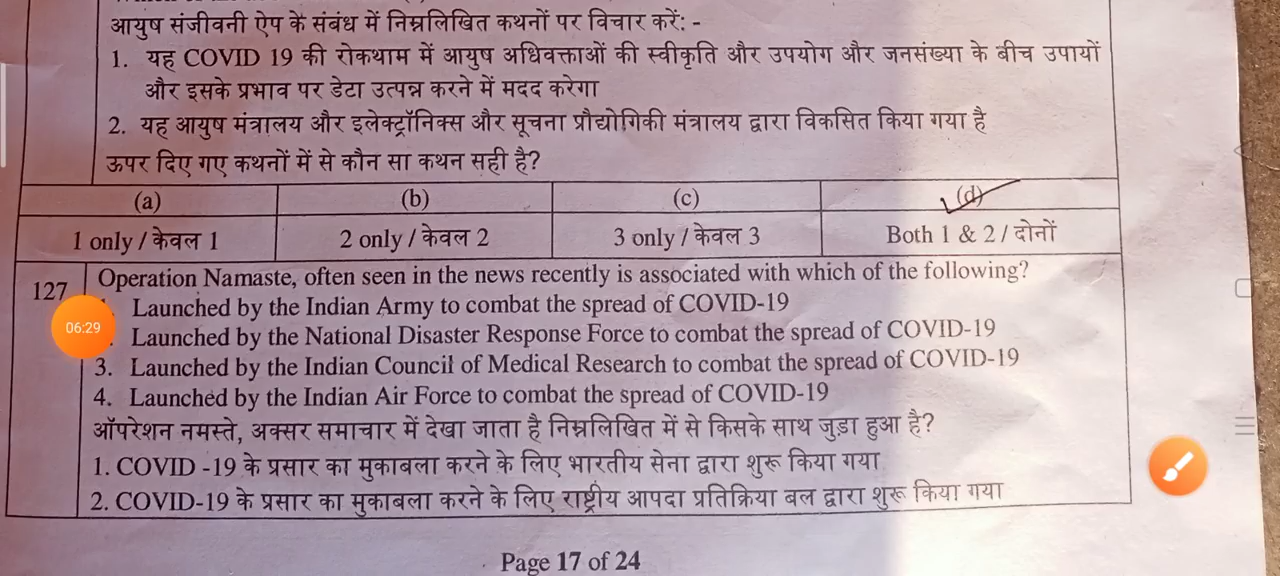 आयुष संजीवनी ऐप के संबंध में निम्नलिखित कथनों पर विचार करें: -
1. यह COVID 19 की रोकथाम में आयुष अधिवक्ताओं की स्वीकृति और उपयोग और जनसंख्या के बीच उपायों
और इसके प्रभाव पर डेटा उत्पन्न करने में मदद करेगा
2. यह आयुष मंत्रालय और इलेक्ट्रॉनिक्स और सूचना प्रौद्योगिकी मंत्रालय द्वारा विकसित किया गया है
ऊपर दिए गए कथनों में से कौन सा कथन सही है?
(a) (b) (c) (d)
1 only / केवल 1 2 only / केवल 2 3 only / केवल 3 Both 1 & 2 / दोनों
127 Operation Namaste, often seen in the news recently is associated with which of the following?
Launched by the Indian Army to combat the spread of COVID-19
06:29
Launched by the National Disaster Response Force to combat the spread of COVID-19
3. Launched by the Indian Council of Medical Research to combat the spread of COVID-19
4. Launched by the Indian Air Force to combat the spread of COVID-19
ऑपरेशन नमस्ते, अक्सर समाचार में देखा जाता है निम्नलिखित में से किसके साथ जुड़ा हुआ है?
1. COVID -19 के प्रसार का मुकाबला करने के लिए भारतीय सेना द्वारा शुरू किया गया
2. COVID-19 के प्रसार का मुकाबला करने के लिए राष्ट्रीय आपदा प्रतिक्रिया बल द्वारा शुरू किया गया
Page 17 of 24